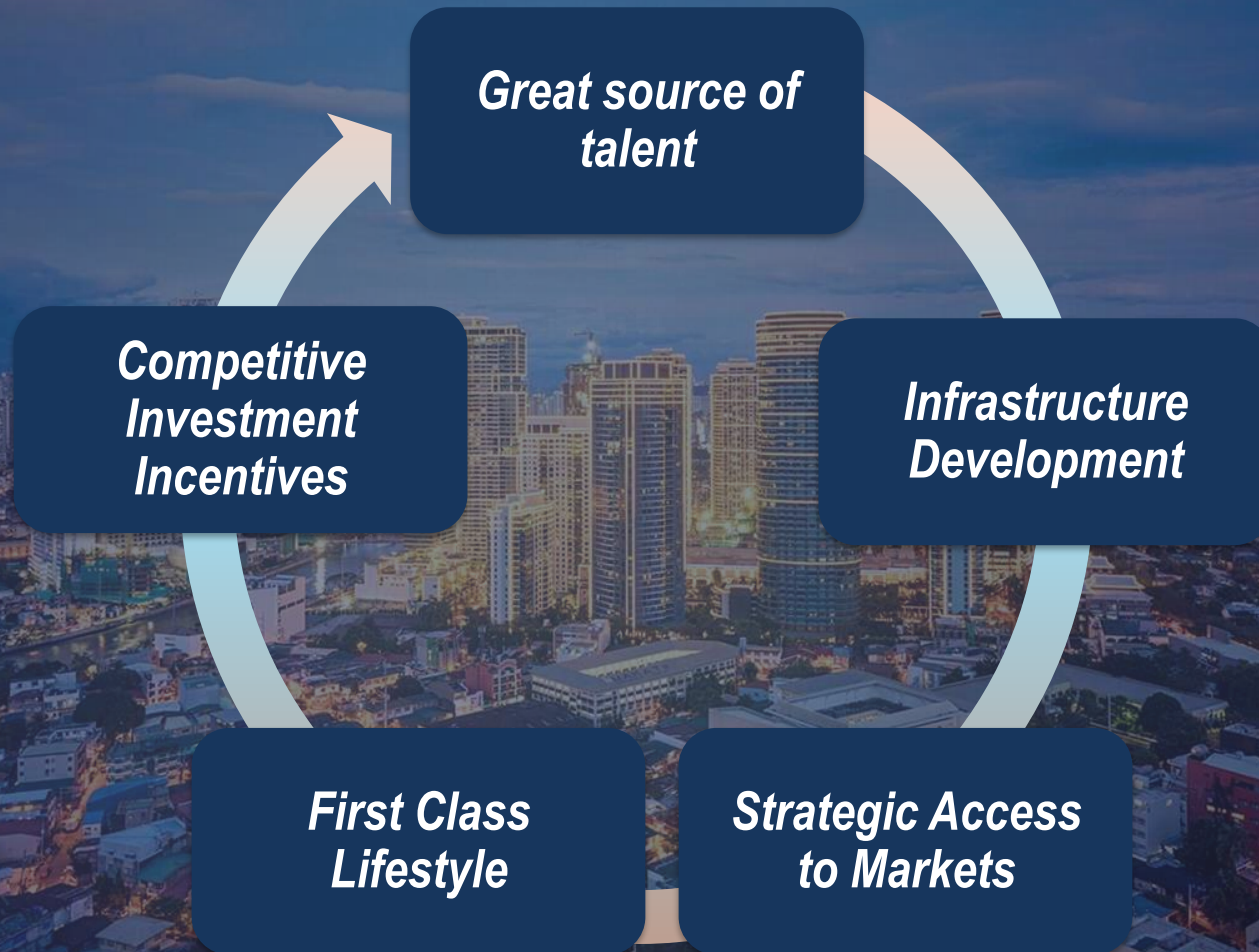 Great source of
talent
Infrastructure
Development
Strategic Access
to Markets
First Class
Lifestyle
Competitive
Investment
Incentives